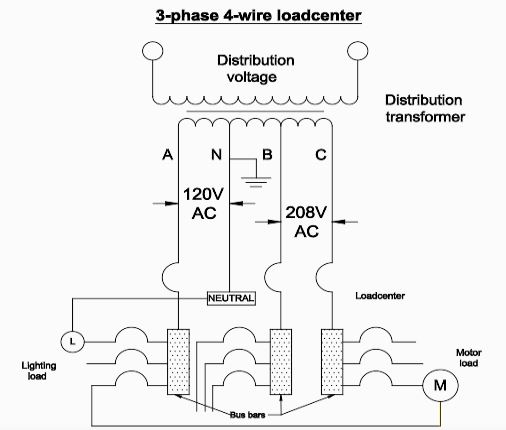 3-phase 4-wire loadcenter
Distribution
voltage
Distribution
transformer
A
N
B
C
120V
AC
208V
AC
NEUTRAL
Loadcenter
L
Lighting
load
Motor
load
M
Bus bars